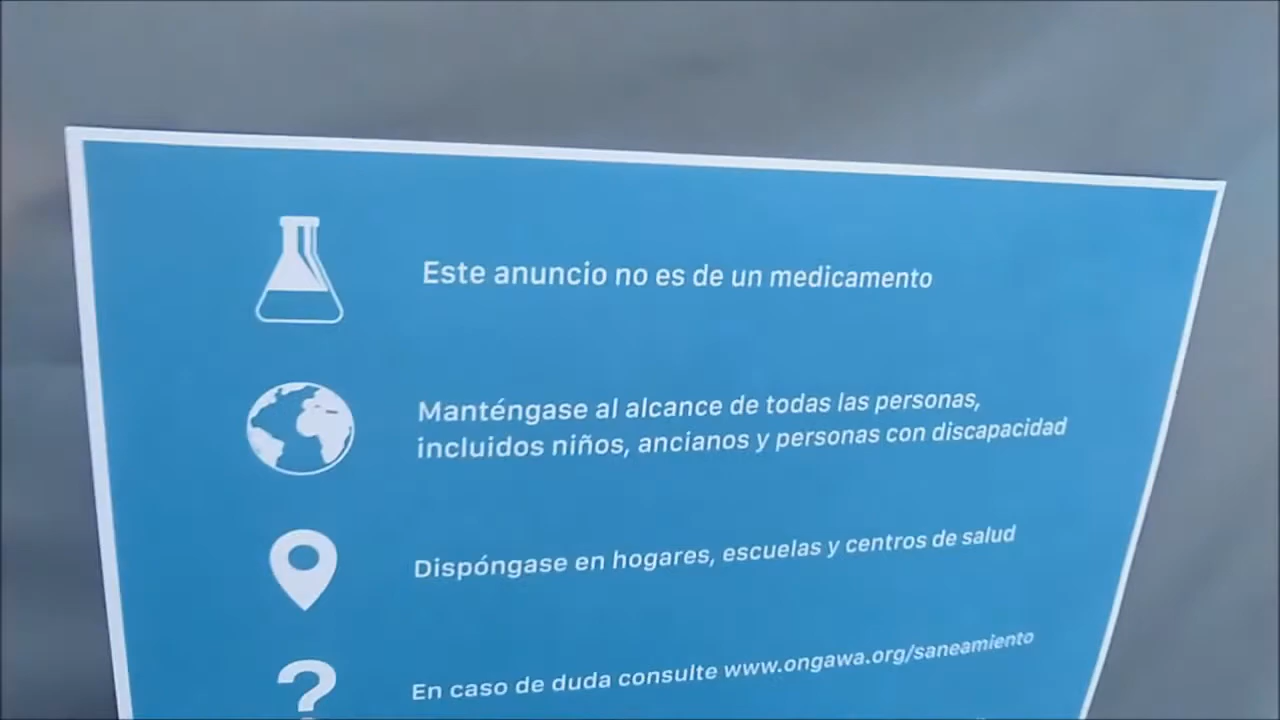 Este anuncio no es de un medicamento
Manténgase al alcance de todas las personas,
incluidos niños, ancianos y personas con discapacidad
Dispóngase en hogares, escuelas y centros de salud
En caso de duda consulte www.ongawa.org/saneamiento